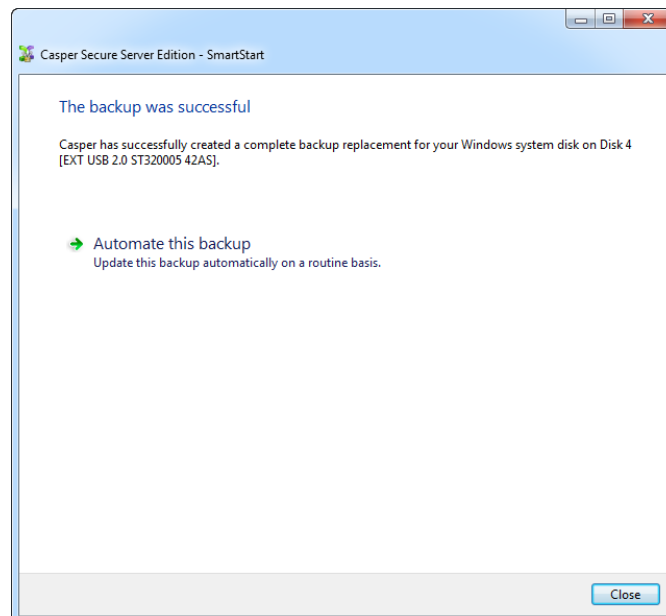 Casper Secure Server Edition - SmartStart
The backup was successful
Casper has successfully created a complete backup replacement for your Windows system disk on Disk 4
[EXT USB 2.0 ST320005 42AS].
Automate this backup
Update this backup automatically on a routine basis.
Close